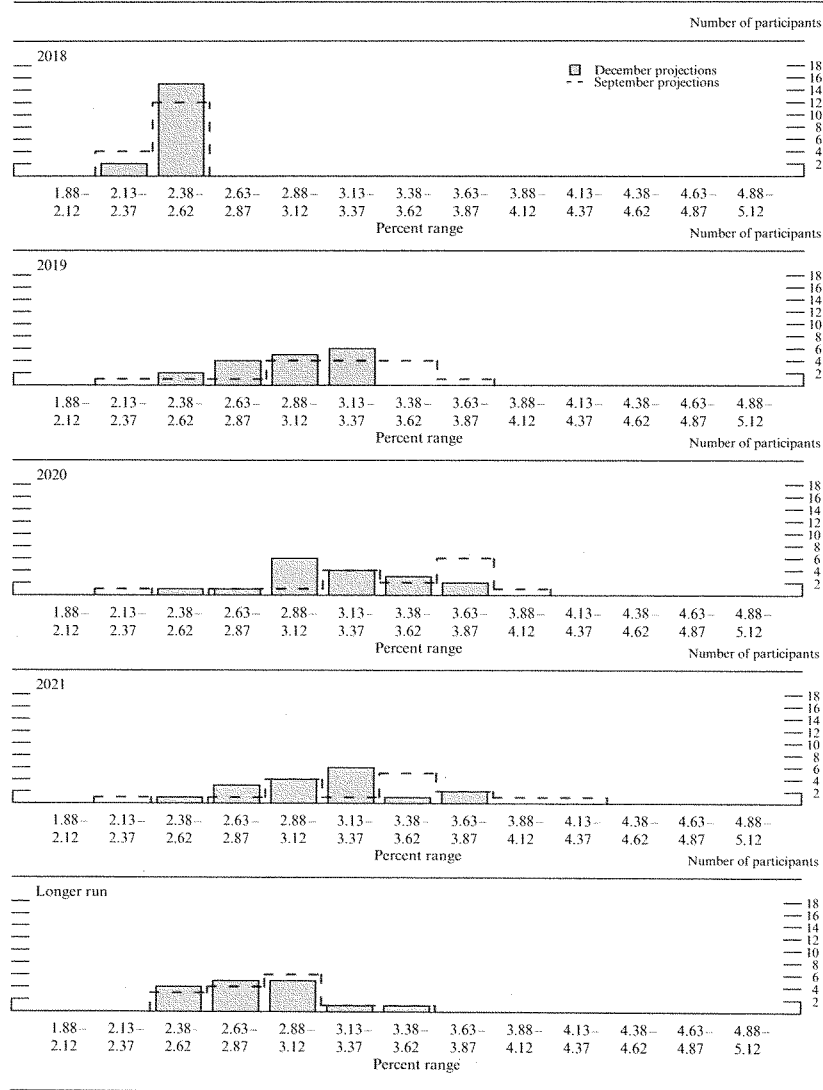 Number of participants
2018
December projections
September projections
18
16
14
12
10
8
6
4
2
1.88– 2.13– 2.38– 2.63– 2.88– 3.13– 3.38– 3.63– 3.88– 4.13– 4.38– 4.63– 4.88–
2.12 2.37 2.62 2.87 3.12 3.37 3.62 3.87 4.12 4.37 4.62 4.87 5.12
Percent range
Number of participants
2019
18
16
14
12
10
8
6
4
2
1.88– 2.13– 2.38– 2.63– 2.88– 3.13– 3.38– 3.63– 3.88– 4.13– 4.38– 4.63– 4.88–
2.12 2.37 2.62 2.87 3.12 3.37 3.62 3.87 4.12 4.37 4.62 4.87 5.12
Percent range
Number of participants
2020
18
16
14
12
10
8
6
4
2
1.88– 2.13– 2.38– 2.63– 2.88– 3.13– 3.38– 3.63– 3.88– 4.13– 4.38– 4.63– 4.88–
2.12 2.37 2.62 2.87 3.12 3.37 3.62 3.87 4.12 4.37 4.62 4.87 5.12
Percent range
Number of participants
2021
18
16
14
12
10
8
6
4
2
1.88– 2.13– 2.38– 2.63– 2.88– 3.13– 3.38– 3.63– 3.88– 4.13– 4.38– 4.63– 4.88–
2.12 2.37 2.62 2.87 3.12 3.37 3.62 3.87 4.12 4.37 4.62 4.87 5.12
Percent range
Number of participants
Longer run
18
16
14
12
10
8
6
4
2
1.88– 2.13– 2.38– 2.63– 2.88– 3.13– 3.38– 3.63– 3.88– 4.13– 4.38– 4.63– 4.88–
2.12 2.37 2.62 2.87 3.12 3.37 3.62 3.87 4.12 4.37 4.62 4.87 5.12
Percent range